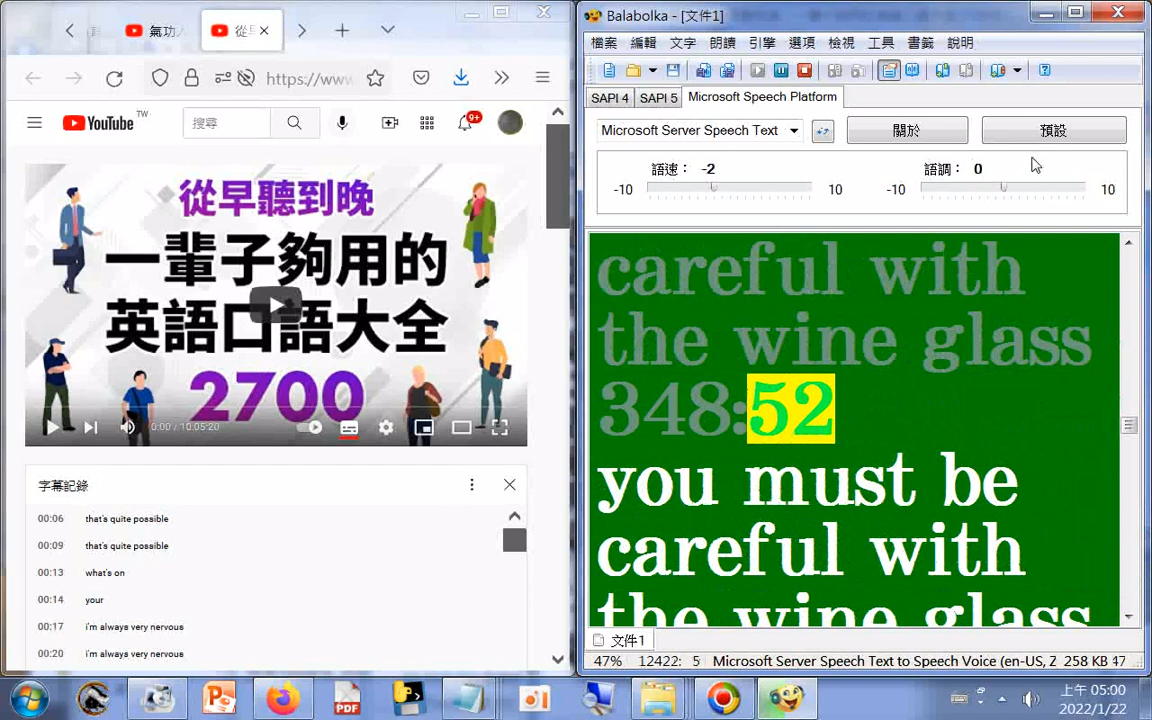 氣功
從
https://www
YouTube TW
搜尋
9+
從早聽到晚
一輩子夠用的
英語口語大全
2700
0:00 / 10:05:20
字幕記錄
00:06 that's quite possible
00:09 that's quite possible
00:13 what's on
00:14 your
00:17 i'm always very nervous
00:20 i'm always very nervous
Balabolka - [文件1]
檔案 編輯 文字 朗讀 引擎 選項 檢視 工具 書籤 說明
SAPI 4 SAPI 5 Microsoft Speech Platform
Microsoft Server Speech Text 關於 預設
語速： -2 語調： 0
-10 10 -10 10
careful with
the wine glass
348:52
you must be
careful with
the wine glass
文件1
47% 12422: 5 Microsoft Server Speech Text to Speech Voice (en-US, Z 258 KB 47
PDF
上午 05:00
2022/1/22